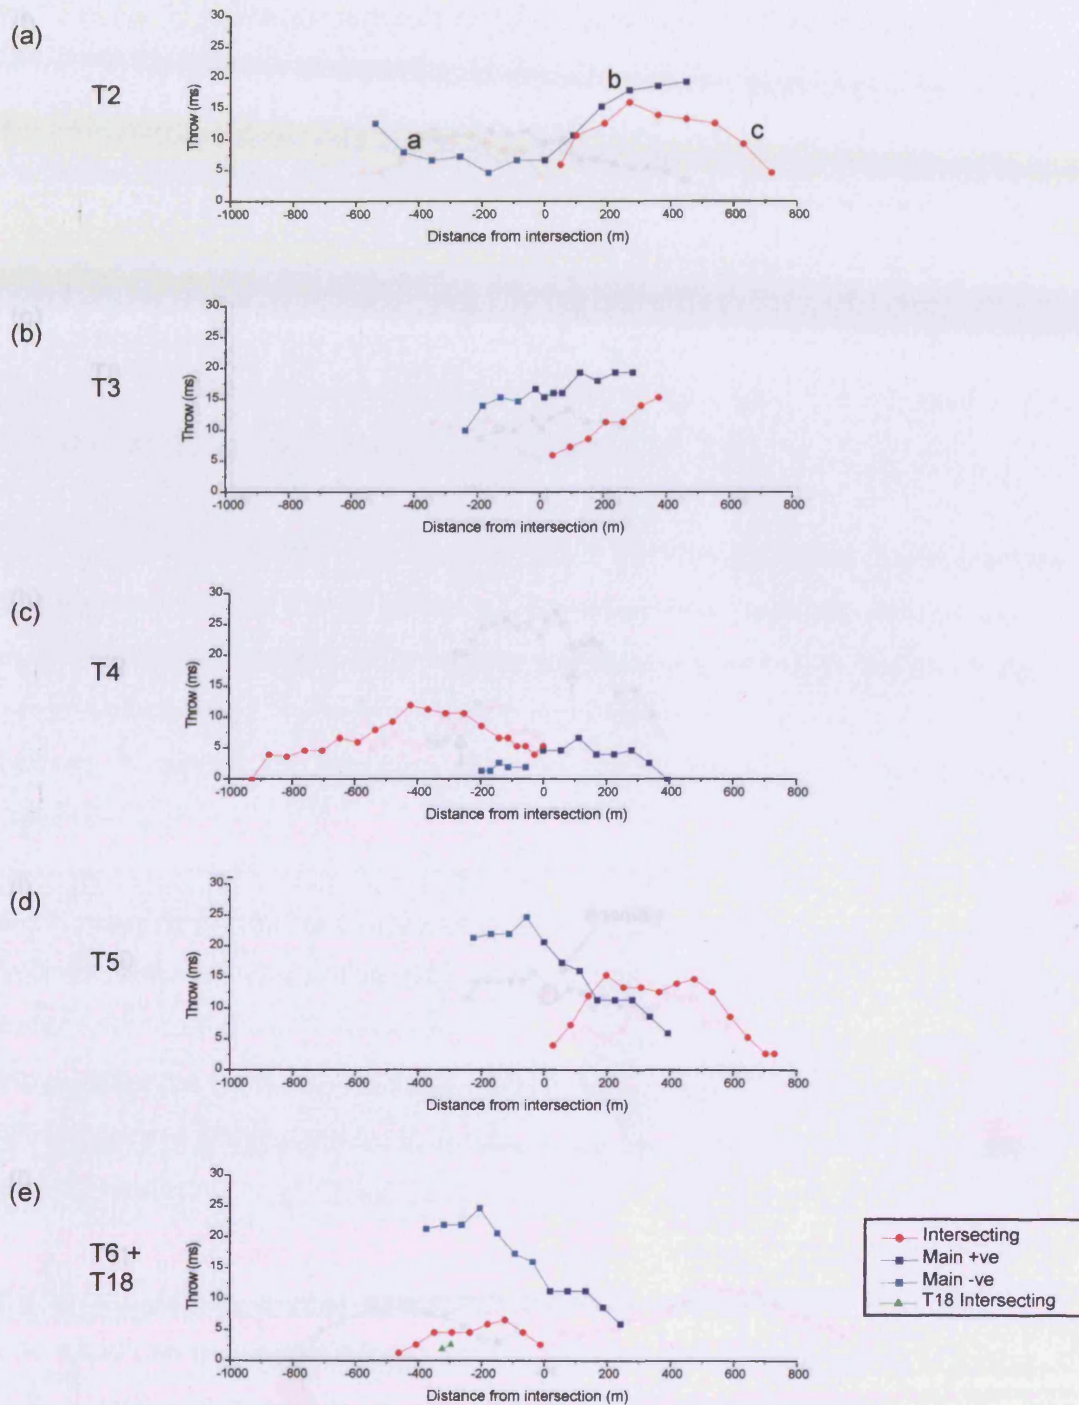 (a)
T2
Throw (ms)
30
25
20
15
10
5
0
a
b
c
-1000 -800 -600 -400 -200 0 200 400 600 800
Distance from intersection (m)
(b)
T3
Throw (ms)
30
25
20
15
10
5
0
-1000 -800 -600 -400 -200 0 200 400 600 800
Distance from intersection (m)
(c)
T4
Throw (ms)
30
25
20
15
10
5
0
-1000 -800 -600 -400 -200 0 200 400 600 800
Distance from intersection (m)
(d)
T5
Throw (ms)
30
25
20
15
10
5
0
-1000 -800 -600 -400 -200 0 200 400 600 800
Distance from intersection (m)
(e)
T6 +
T18
Throw (ms)
30
25
20
15
10
5
0
-1000 -800 -600 -400 -200 0 200 400 600 800
Distance from intersection (m)
Intersecting
Main +ve
Main -ve
T18 Intersecting